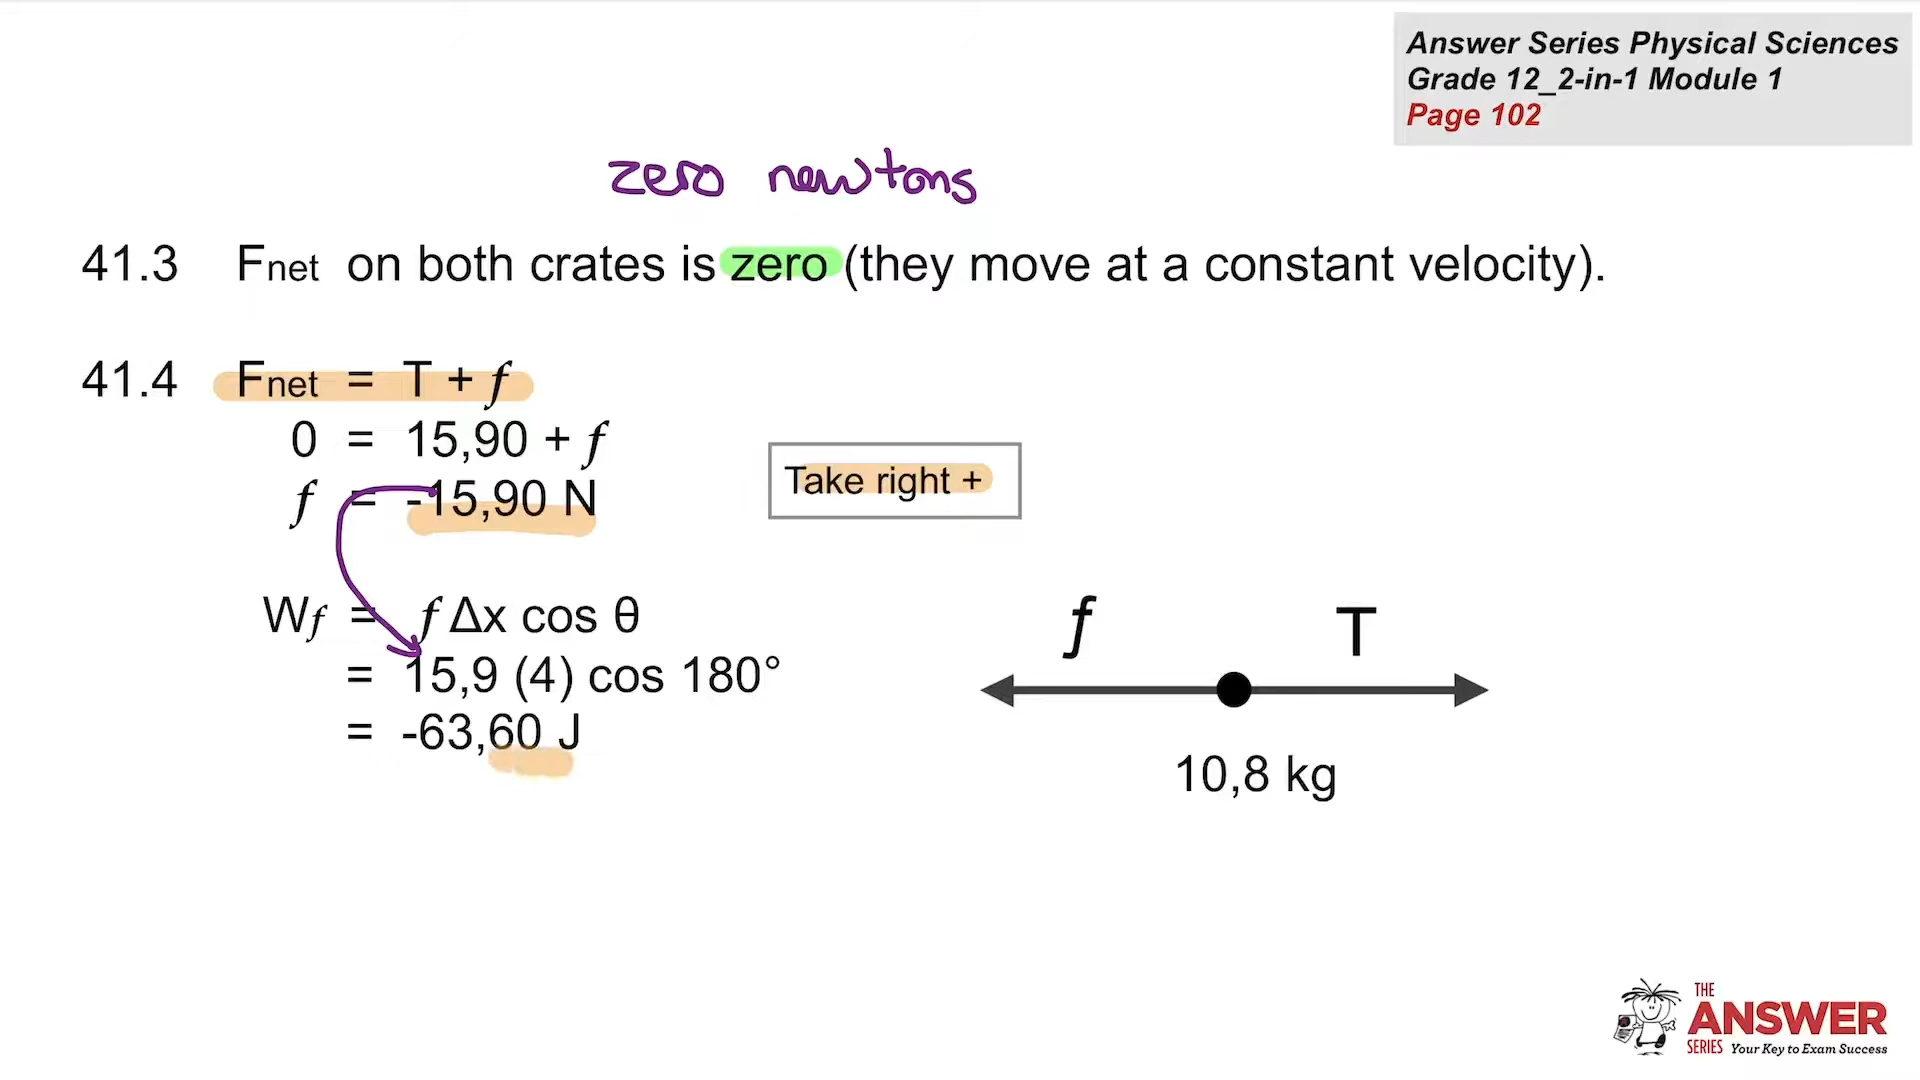 Answer Series Physical Sciences
Grade 12_2-in-1 Module 1
Page 102
zero newtons
41.3 Fnet on both crates is zero (they move at a constant velocity).
41.4 Fnet = T + f
0 = 15,90 + f
f = -15,90 N
Take right +
Wf = f Δx cos θ
= 15,9 (4) cos 180°
= -63,60 J
f T
10,8 kg
THE
ANSWER
SERIES Your Key to Exam Success